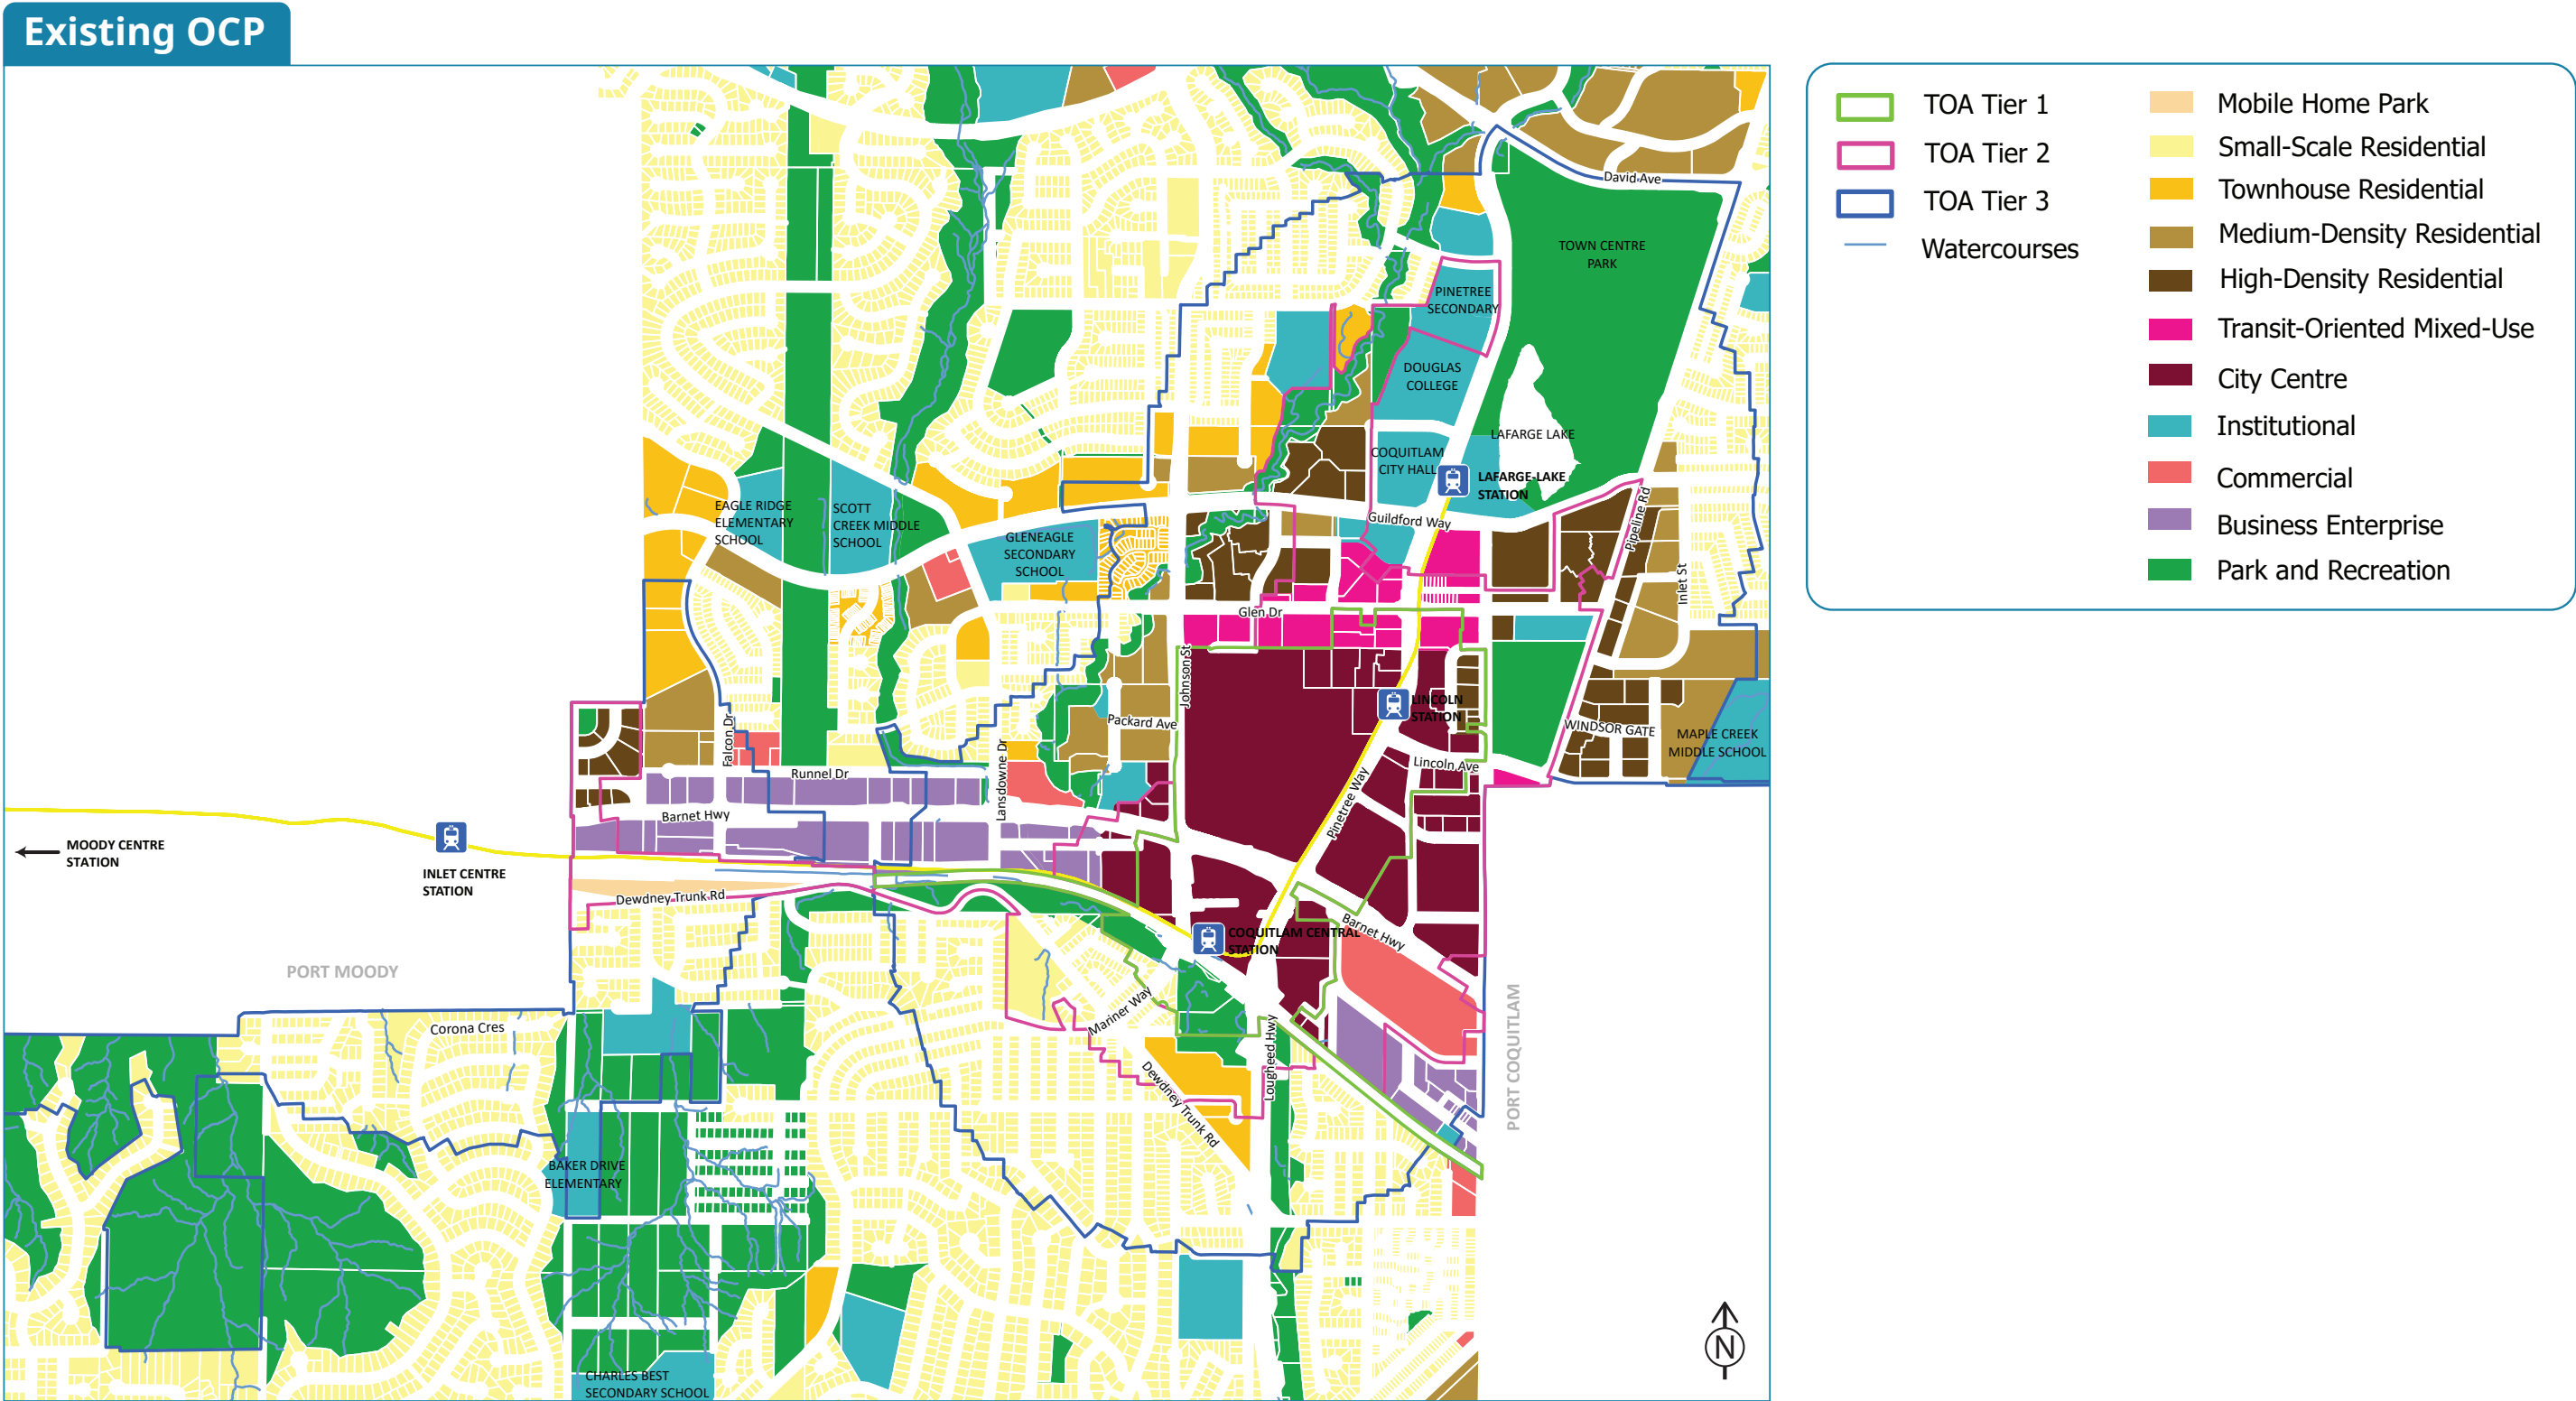 Existing OCP
TOA Tier 1
TOA Tier 2
TOA Tier 3
Watercourses
Mobile Home Park
Small-Scale Residential
Townhouse Residential
Medium-Density Residential
High-Density Residential
Transit-Oriented Mixed-Use
City Centre
Institutional
Commercial
Business Enterprise
Park and Recreation
David Ave
TOWN CENTRE
PARK
PINETREE
SECONDARY
DOUGLAS
COLLEGE
LAFARGE LAKE
COQUITLAM
CITY HALL
LAFARGE-LAKE
STATION
Guildford Way
Pipeline Rd
EAGLE RIDGE
ELEMENTARY
SCHOOL
SCOTT
CREEK MIDDLE
SCHOOL
GLENEAGLE
SECONDARY
SCHOOL
Inlet St
Glen Dr
Johnson St
LINCOLN
STATION
Packard Ave
Falcon Dr
WINDSOR GATE
MAPLE CREEK
MIDDLE SCHOOL
Lansdowne Dr
Runnel Dr
Lincoln Ave
Pinetree Way
Barnet Hwy
MOODY CENTRE
STATION
INLET CENTRE
STATION
Dewdney Trunk Rd
COQUITLAM CENTRAL
STATION
Barnet Hwy
PORT MOODY
Mariner Way
Corona Cres
Lougheed Hwy
PORT COQUITLAM
Dewdney Trunk Rd
BAKER DRIVE
ELEMENTARY
CHARLES BEST
SECONDARY SCHOOL
N